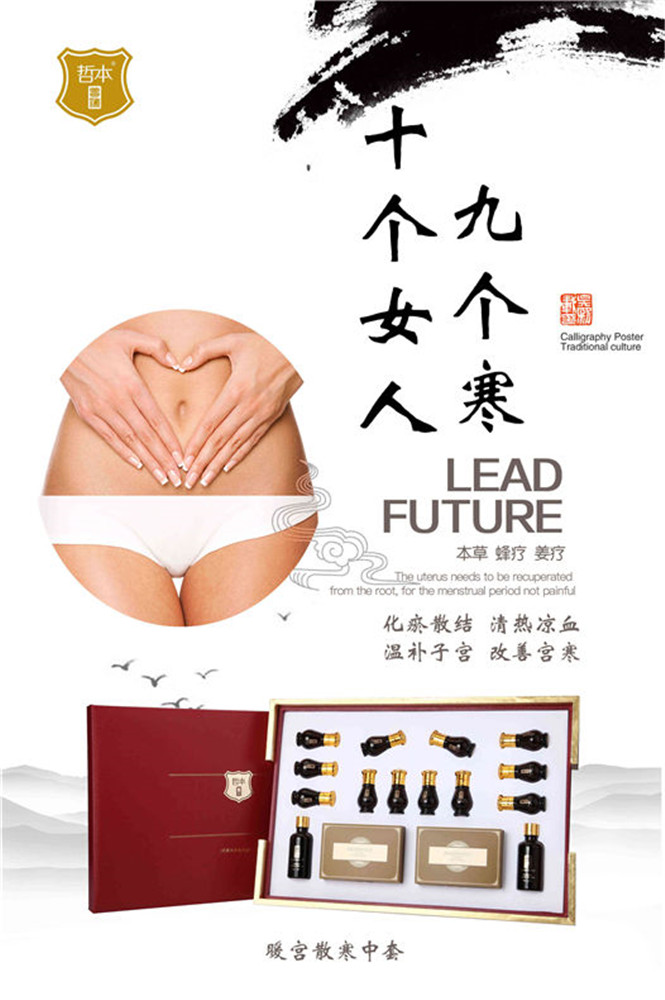 哲本
十个女人
九个寒
Calligraphy Poster
Traditional culture
LEAD
FUTURE
本草 蜂疗 姜疗
The uterus needs to be recuperated
from the root, for the menstrual period not painful
化瘀散结 清热凉血
温补子宫 改善宫寒
哲本
暖宫散寒中套